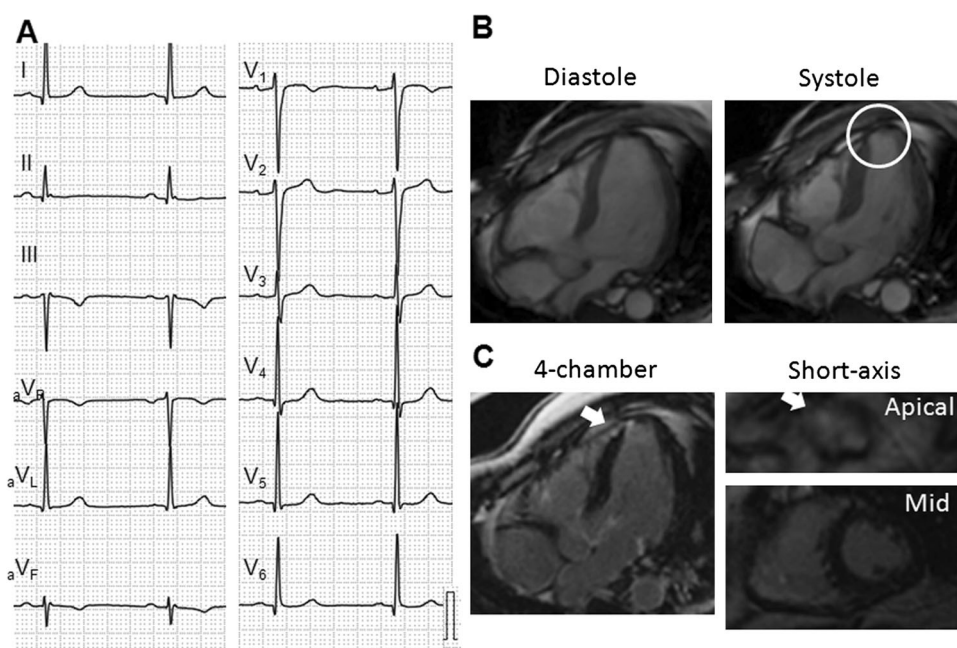 A
I
II
III
aVR
aVL
aVF
V1
V2
V3
V4
V5
V6
B
Diastole
Systole
C
4-chamber
Short-axis
Apical
Mid